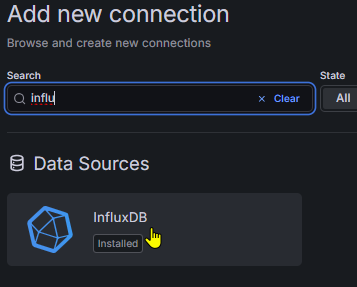 Add new connection
Browse and create new connections
Search
State
influ
Clear
All
Data Sources
InfluxDB
Installed